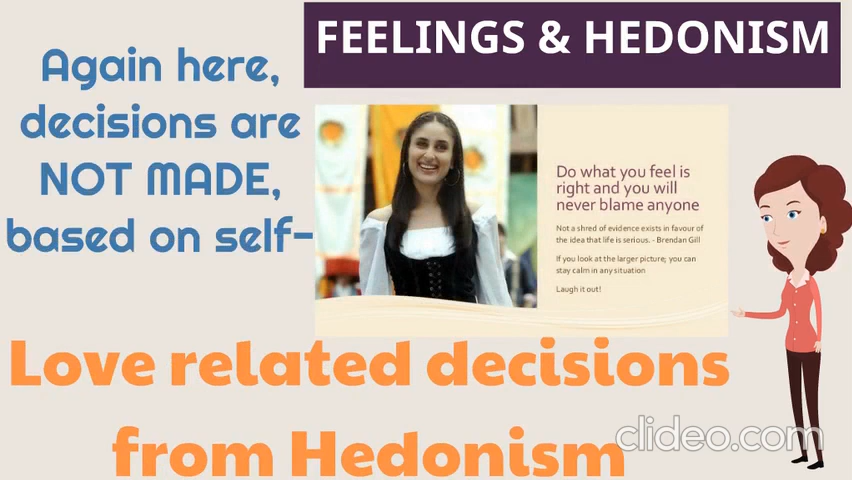 FEELINGS & HEDONISM
Again here,
decisions are
NOT MADE,
based on self-
Do what you feel is
right and you will
never blame anyone
Not a shred of evidence exists in favour of
the idea that life is serious. - Brendan Gill
If you look at the larger picture; you can
stay calm in any situation
Laugh it out!
Love related decisions
from Hedonism
clideo.com